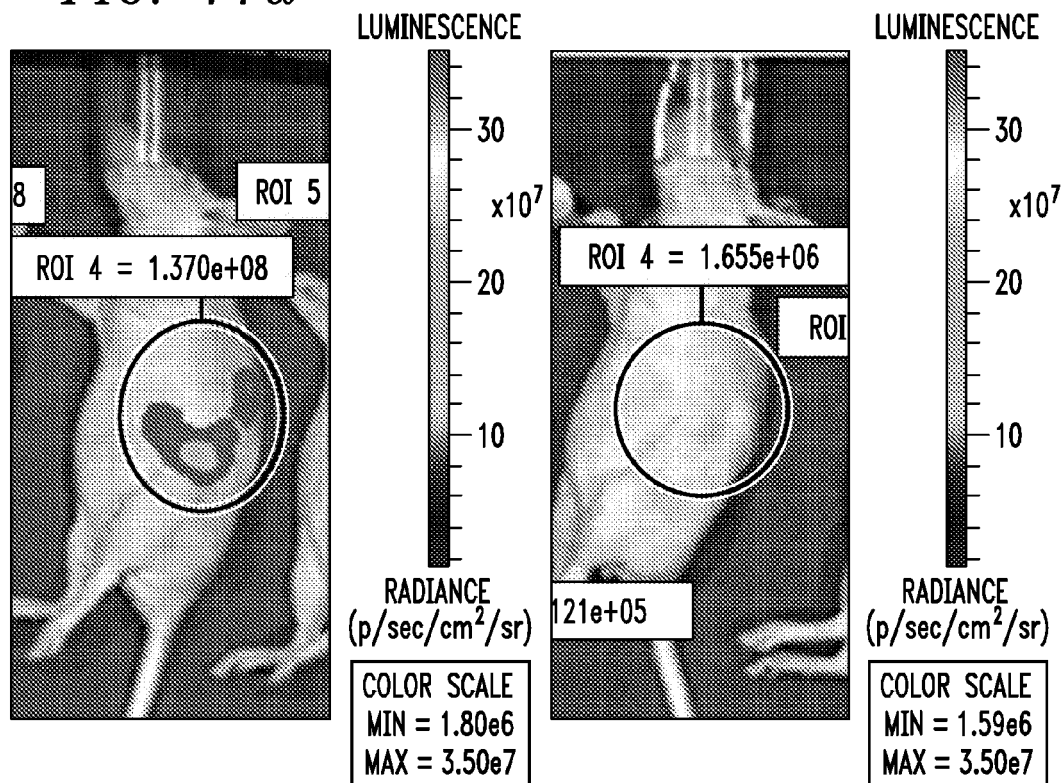 FIG.
LUMINESCENCE
30
x10⁷
20
10
RADIANCE
(p/sec/cm²/sr)
COLOR SCALE
MIN = 1.80e6
MAX = 3.50e7
8
ROI 5
ROI 4 = 1.370e+08
LUMINESCENCE
30
x10⁷
20
10
RADIANCE
(p/sec/cm²/sr)
COLOR SCALE
MIN = 1.59e6
MAX = 3.50e7
ROI 4 = 1.655e+06
ROI
121e+05